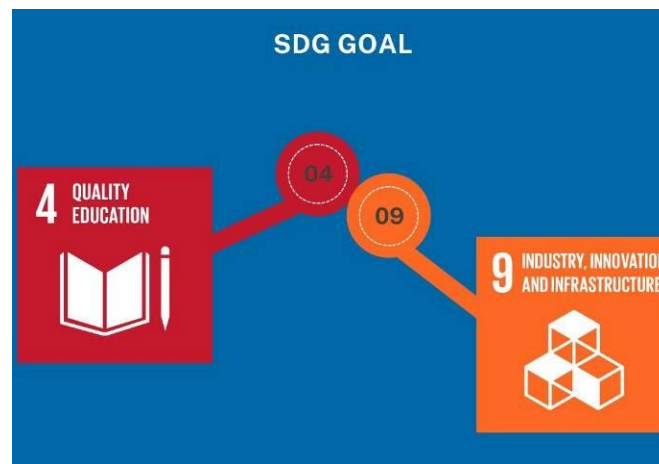 SDG GOAL
04
4 QUALITY
EDUCATION
09
9 INDUSTRY, INNOVATIO
AND INFRASTRUCTURE